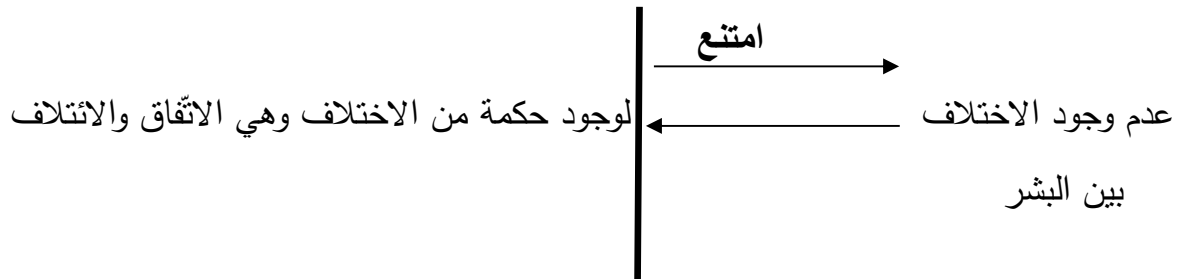 امتنع
عدم وجود الاختلاف
بين البشر
لوجود حكمة من الاختلاف وهي الاتّفاق والائتلاف